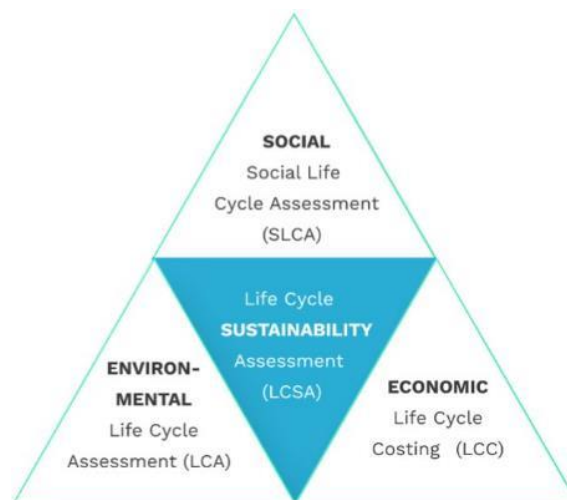 SOCIAL
Social Life
Cycle Assessment
(SLCA)
Life Cycle
SUSTAINABILITY
Assessment
(LCSA)
ENVIRON-
MENTAL
Life Cycle
Assessment (LCA)
ECONOMIC
Life Cycle
Costing (LCC)